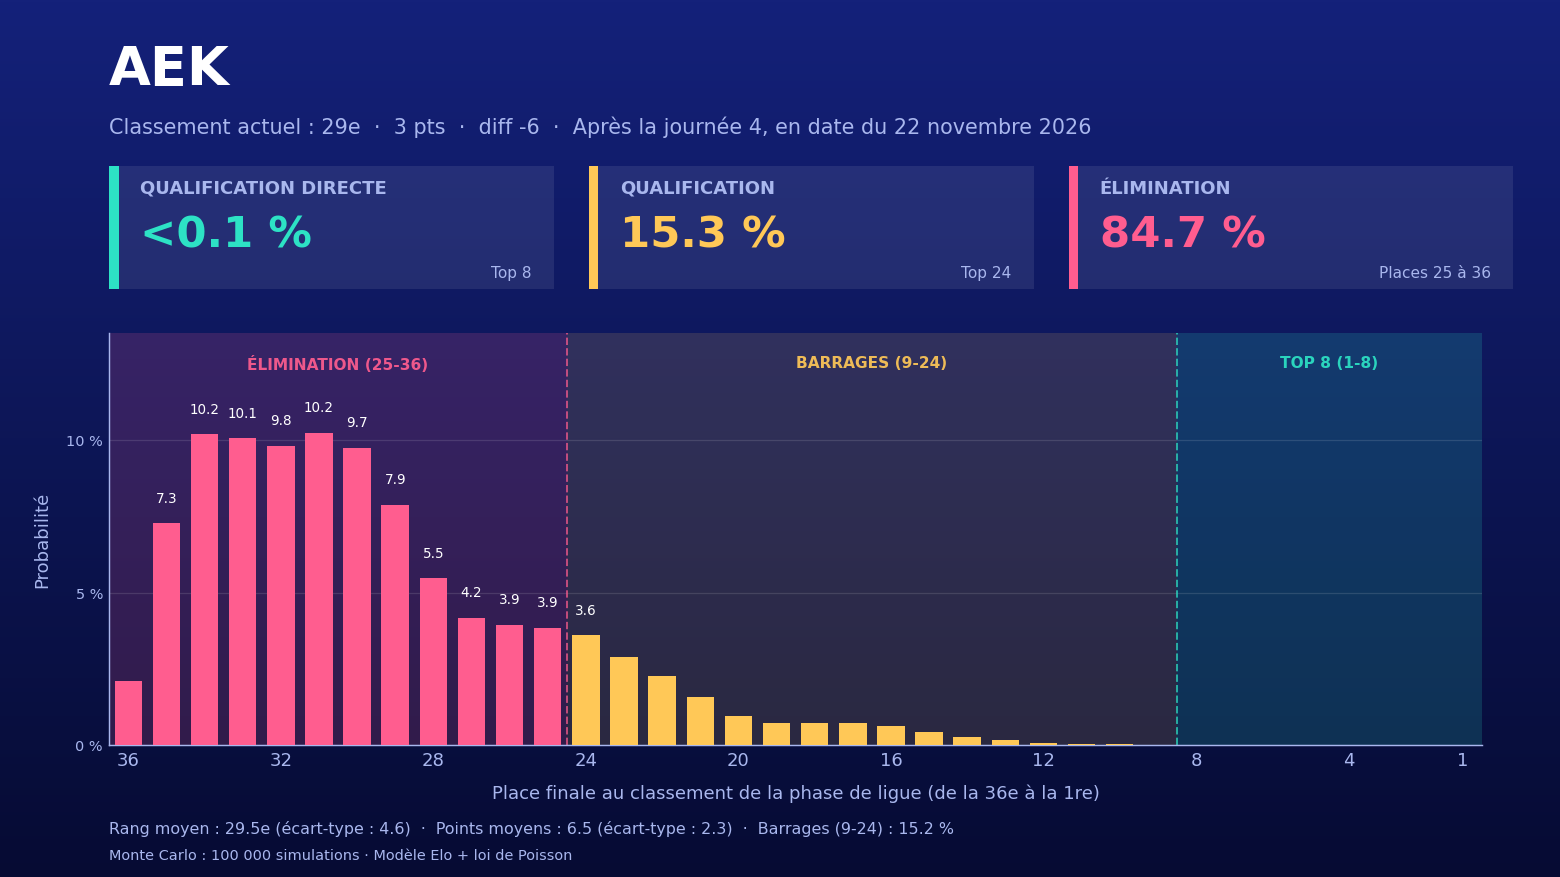 AEK
Classement actuel : 29e · 3 pts · diff -6 · Après la journée 4, en date du 22 novembre 2026
QUALIFICATION DIRECTE
<0.1 %
Top 8
QUALIFICATION
15.3 %
Top 24
ÉLIMINATION
84.7 %
Places 25 à 36
ÉLIMINATION (25-36)
BARRAGES (9-24)
TOP 8 (1-8)
Probabilité
10 %
5 %
0 %
7.3
10.2
10.1
9.8
10.2
9.7
7.9
5.5
4.2
3.9
3.9
3.6
36 32 28 24 20 16 12 8 4 1
Place finale au classement de la phase de ligue (de la 36e à la 1re)
Rang moyen : 29.5e (écart-type : 4.6) · Points moyens : 6.5 (écart-type : 2.3) · Barrages (9-24) : 15.2 %
Monte Carlo : 100 000 simulations · Modèle Elo + loi de Poisson